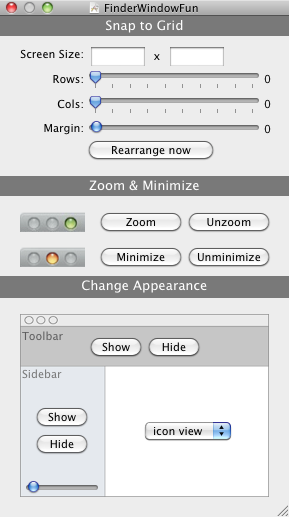 FinderWindowFun
Snap to Grid
Screen Size: x
Rows: 0
Cols: 0
Margin: 0
Rearrange now
Zoom & Minimize
Zoom Unzoom
Minimize Unminimize
Change Appearance
Toolbar
Show Hide
Sidebar
Show
icon view
Hide